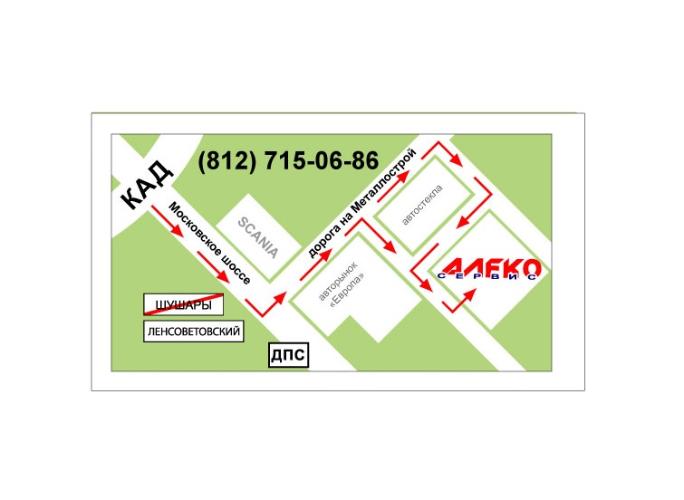 (812) 715-06-86
КАД
Московское шоссе
SCANIA
дорога на Металлострой
автостекла
авторынок
«Европа»
АЛЕКО
СЕРВИС
ШУШАРЫ
ЛЕНСОВЕТОВСКИЙ
ДПС